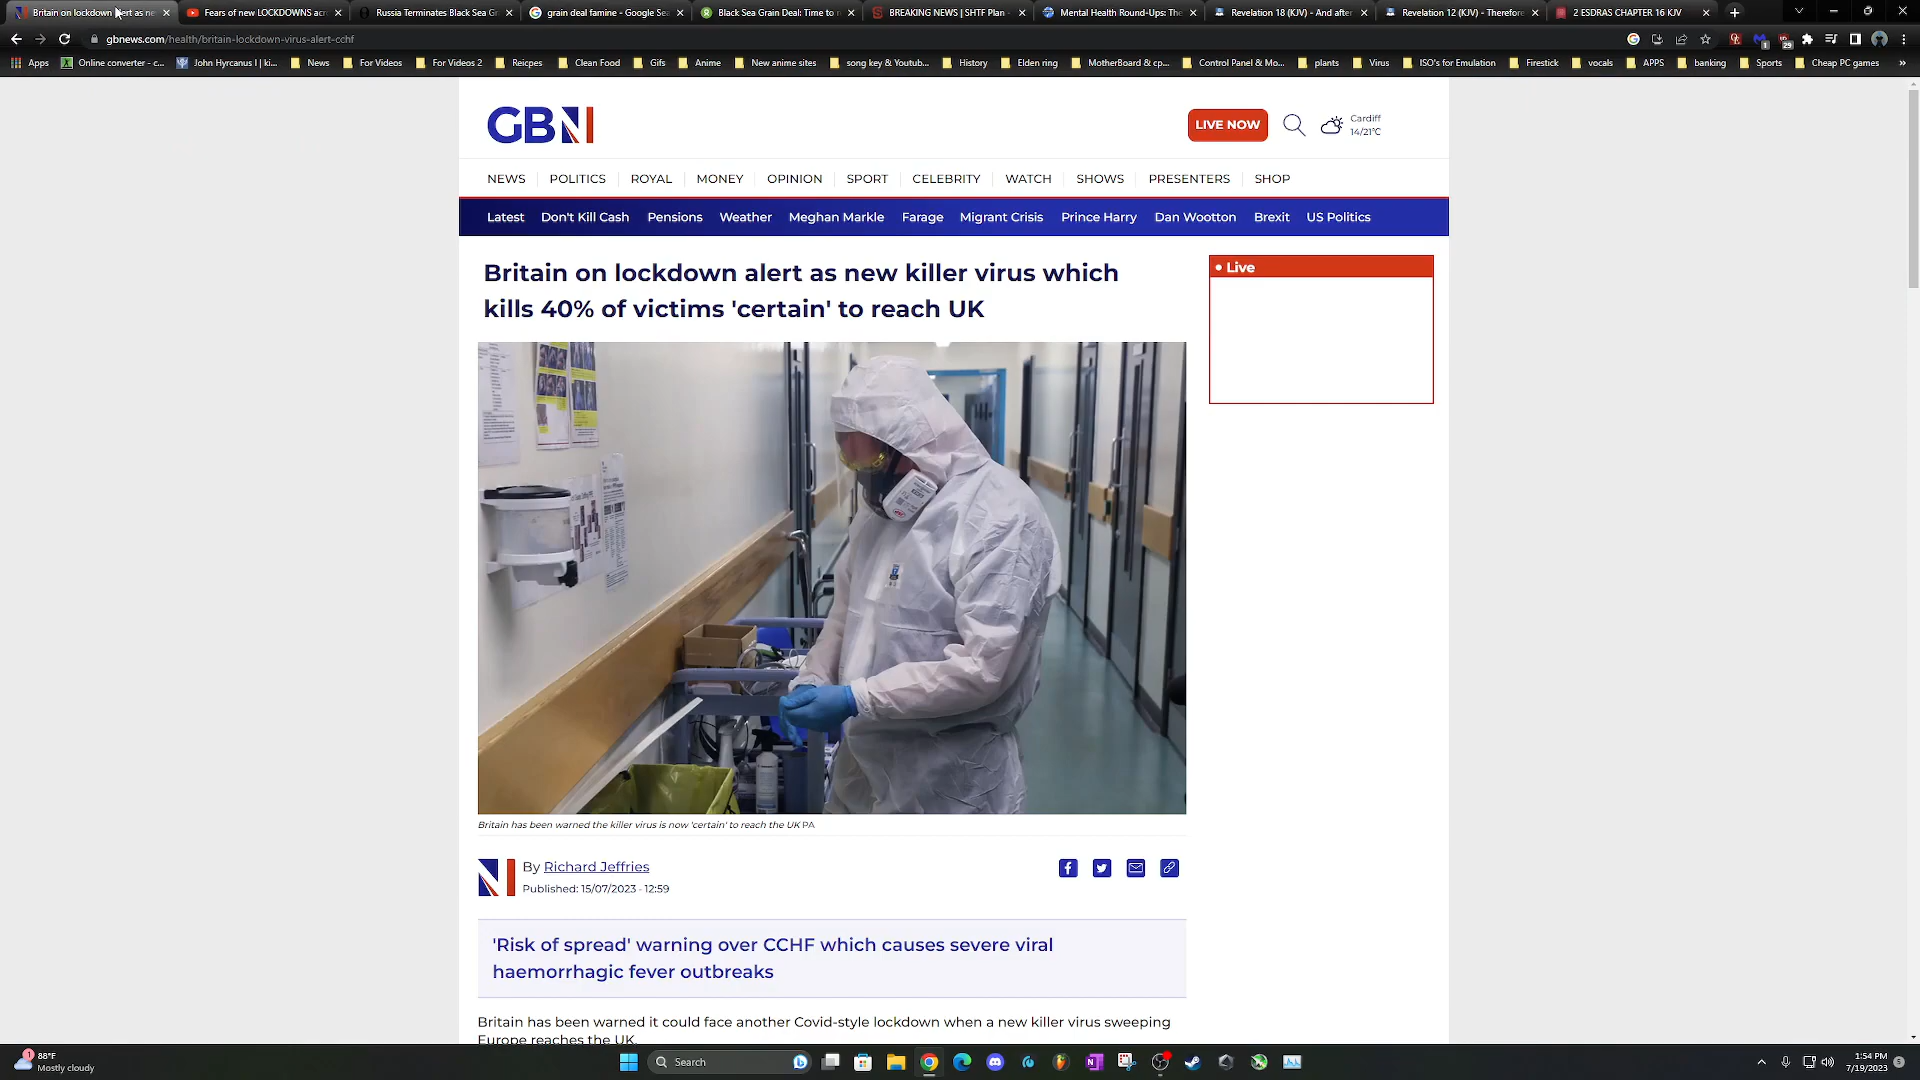 Britain on lockdown alert as ne
Fears of new LOCKDOWNS acr
Russia Terminates Black Sea Gr
grain deal famine - Google Sea
Black Sea Grain Deal: Time to r
BREAKING NEWS | SHTF Plan -
Mental Health Round-Ups: The
Revelation 18 (KJV) - And after
Revelation 12 (KJV) - Therefore
2 ESDRAS CHAPTER 16 KJV
gbnews.com/health/britain-lockdown-virus-alert-cchf
Apps
Online converter - c...
John Hyrcanus I | ki...
News
For Videos
For Videos 2
Reicpes
Clean Food
Gifs
Anime
New anime sites
song key & Youtub...
History
Elden ring
MotherBoard & cp...
Control Panel & Mo...
plants
Virus
ISO's for Emulation
Firestick
vocals
APPS
banking
Sports
Cheap PC games
»
GBN
LIVE NOW
Cardiff
14/21°C
NEWS
POLITICS
ROYAL
MONEY
OPINION
SPORT
CELEBRITY
WATCH
SHOWS
PRESENTERS
SHOP
Latest
Don't Kill Cash
Pensions
Weather
Meghan Markle
Farage
Migrant Crisis
Prince Harry
Dan Wootton
Brexit
US Politics
Britain on lockdown alert as new killer virus which
kills 40% of victims 'certain' to reach UK
Live
Britain has been warned the killer virus is now 'certain' to reach the UK PA
By Richard Jeffries
Published: 15/07/2023 - 12:59
'Risk of spread' warning over CCHF which causes severe viral
haemorrhagic fever outbreaks
Britain has been warned it could face another Covid-style lockdown when a new killer virus sweeping
Europe reaches the UK.
88°F
Mostly cloudy
Search
1:54 PM
7/19/2023